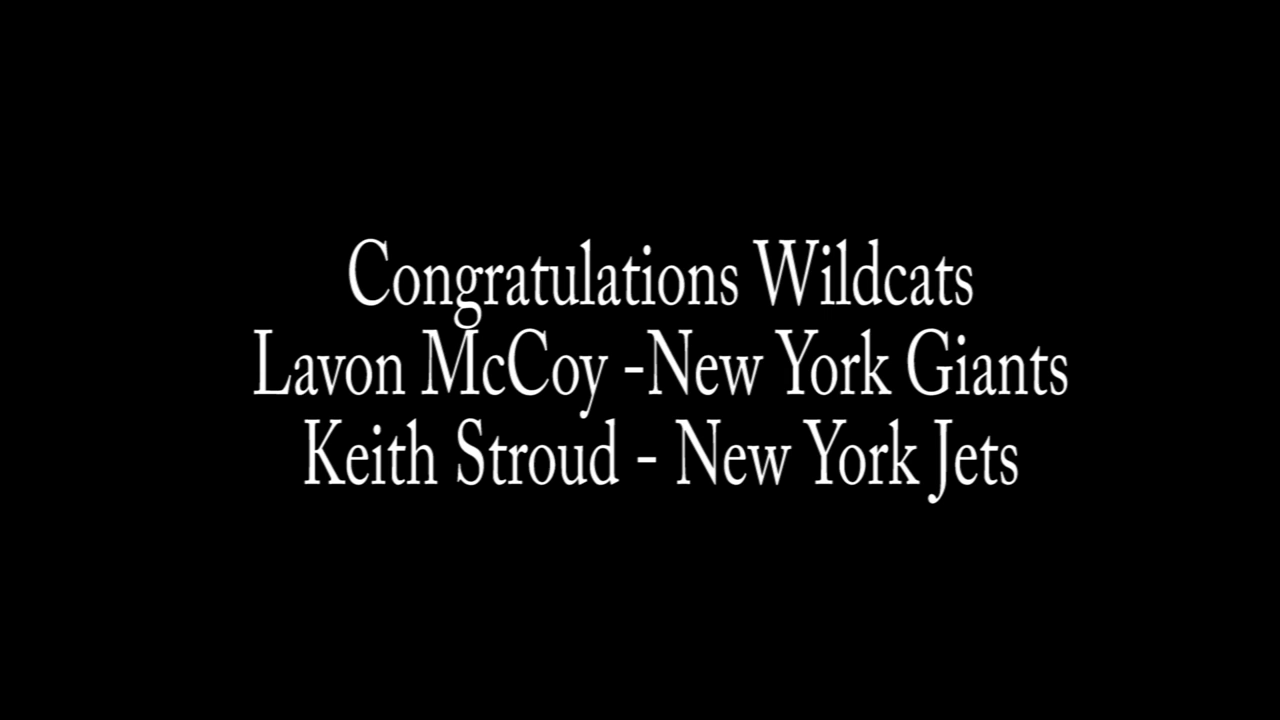 Congratulations Wildcats
Lavon McCoy -New York Giants
Keith Stroud - New York Jets